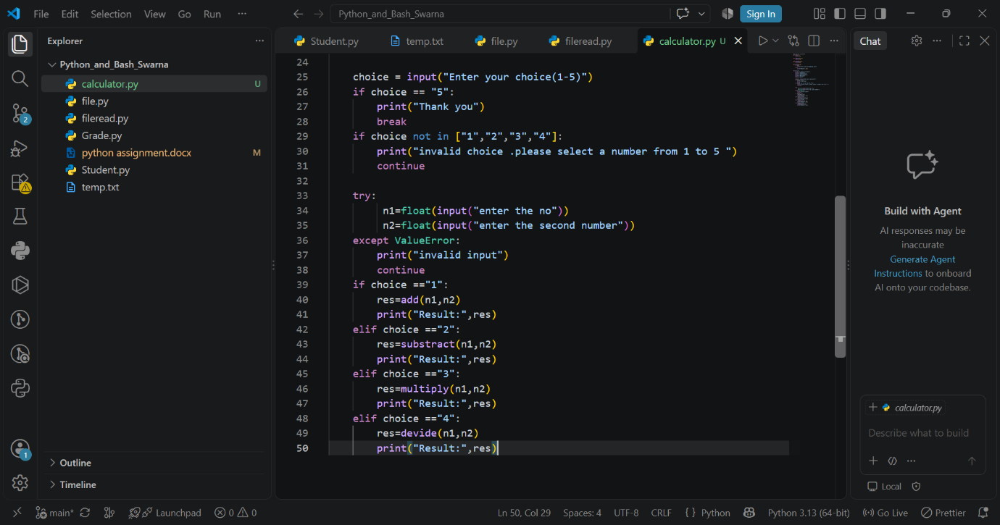 File Edit Selection View Go Run ···
Python_and_Bash_Swarna
Sign In
Explorer ···
Python_and_Bash_Swarna
calculator.py U
file.py
fileread.py
Grade.py
python assignment.docx M
Student.py
temp.txt
Outline
Timeline
2
1
Student.py temp.txt file.py fileread.py calculator.py U
24
25 choice = input("Enter your choice(1-5)")
26 if choice == "5":
27 print("Thank you")
28 break
29 if choice not in ["1","2","3","4"]:
30 print("invalid choice .please select a number from 1 to 5 ")
31 continue
32
33 try:
34 n1=float(input("enter the no"))
35 n2=float(input("enter the second number"))
36 except ValueError:
37 print("invalid input")
38 continue
39 if choice =="1":
40 res=add(n1,n2)
41 print("Result:",res)
42 elif choice =="2":
43 res=substract(n1,n2)
44 print("Result:",res)
45 elif choice =="3":
46 res=multiply(n1,n2)
47 print("Result:",res)
48 elif choice =="4":
49 res=devide(n1,n2)
50 print("Result:",res)
Chat
Build with Agent
AI responses may be
inaccurate
Generate Agent
Instructions to onboard
AI onto your codebase.
calculator.py
Describe what to build
Local
main* Launchpad 0 0 Ln 50, Col 29 Spaces: 4 UTF-8 CRLF { } Python Python 3.13 (64-bit) Go Live Prettier